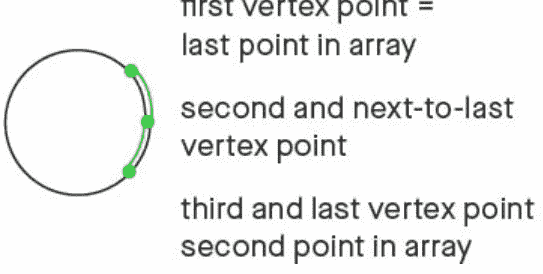 first vertex point =
last point in array
second and next-to-last
vertex point
third and last vertex point
second point in array